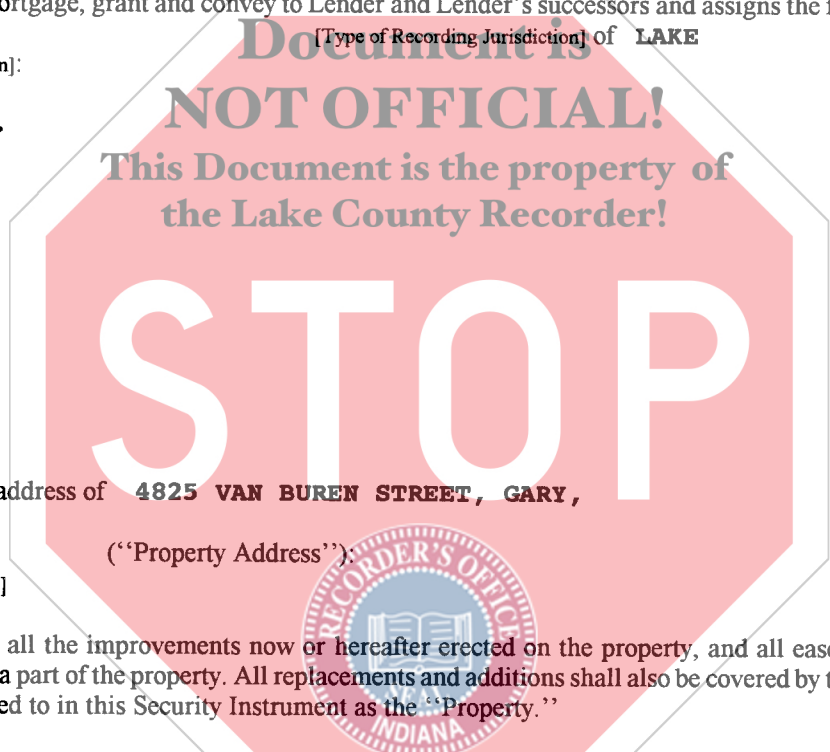 ortgage, grant and convey to Lender and Lender's successors and assigns the f
Document is
[Type of Recording Jurisdiction] of LAKE
n]:
NOT OFFICIAL!
This Document is the property of
the Lake County Recorder!
STOP
address of 4825 VAN BUREN STREET, GARY,
(“Property Address”):
]
RECORDER'S OFFICE
all the improvements now or hereafter erected on the property, and all ease
a part of the property. All replacements and additions shall also be covered by t
SEAL
ed to in this Security Instrument as the “Property.”
INDIANA